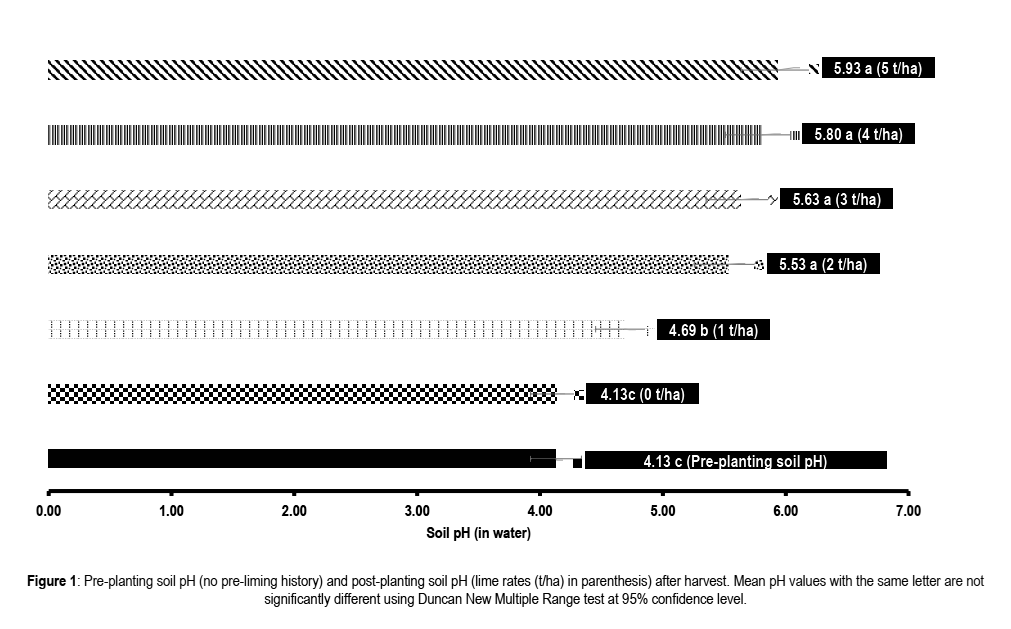 5.93 a (5 t/ha)
5.80 a (4 t/ha)
5.63 a (3 t/ha)
5.53 a (2 t/ha)
4.69 b (1 t/ha)
4.13c (0 t/ha)
4.13 c (Pre-planting soil pH)
0.00 1.00 2.00 3.00 4.00 5.00 6.00 7.00
Soil pH (in water)
Figure 1: Pre-planting soil pH (no pre-liming history) and post-planting soil pH (lime rates (t/ha) in parenthesis) after harvest. Mean pH values with the same letter are not
significantly different using Duncan New Multiple Range test at 95% confidence level.